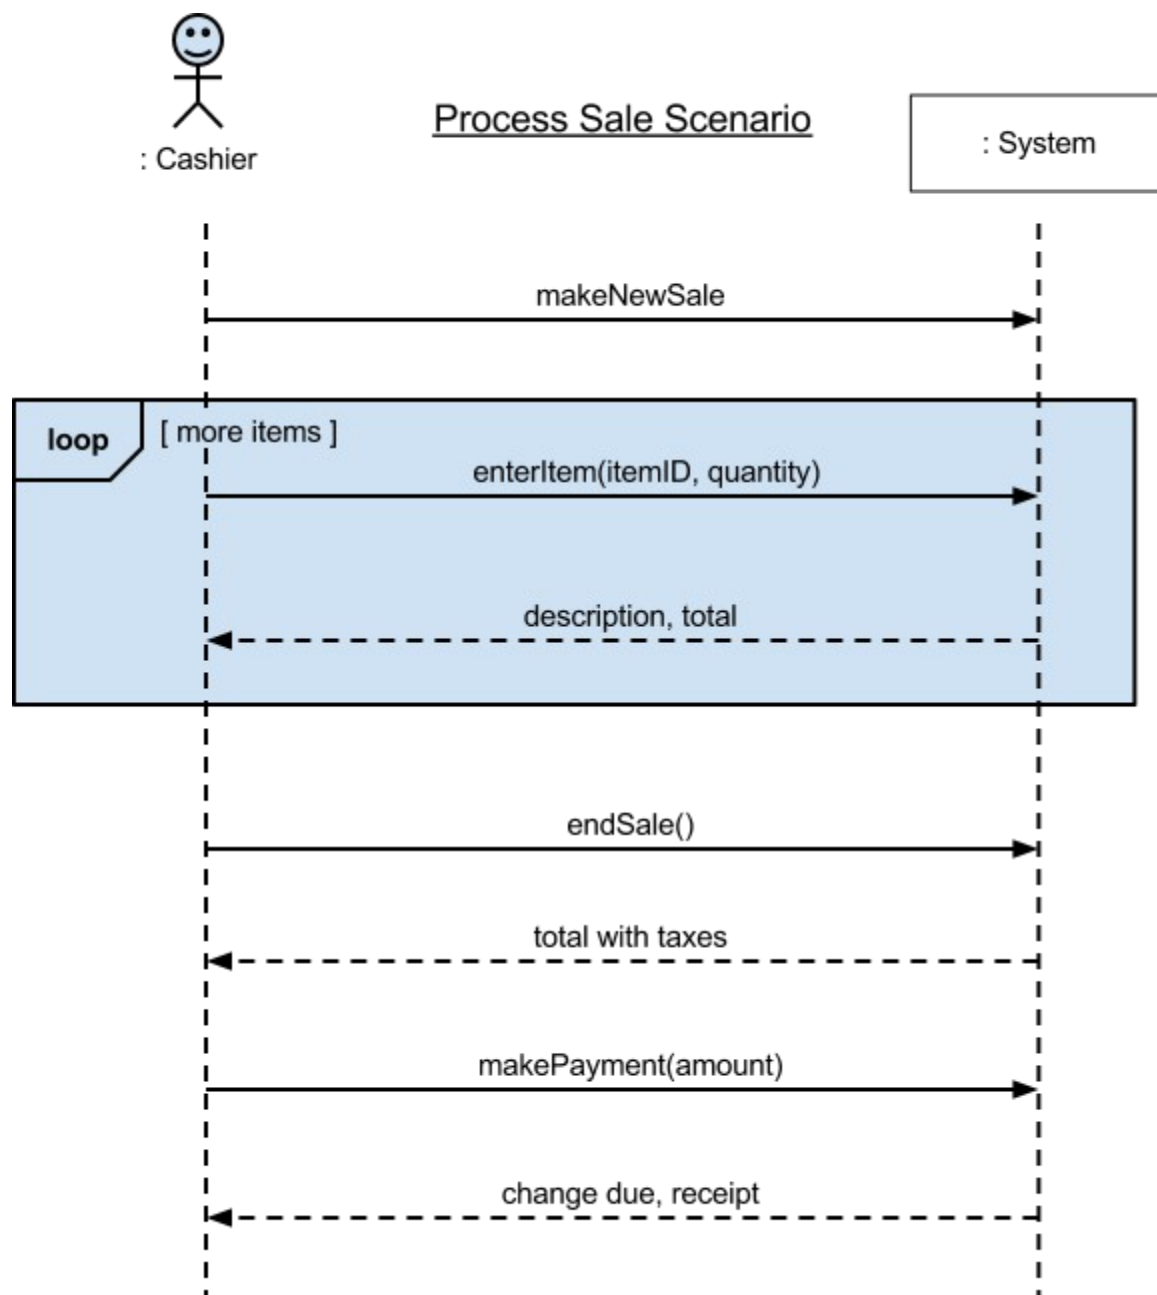 Process Sale Scenario
: Cashier
: System
makeNewSale
loop
[ more items ]
enterItem(itemID, quantity)
description, total
endSale()
total with taxes
makePayment(amount)
change due, receipt